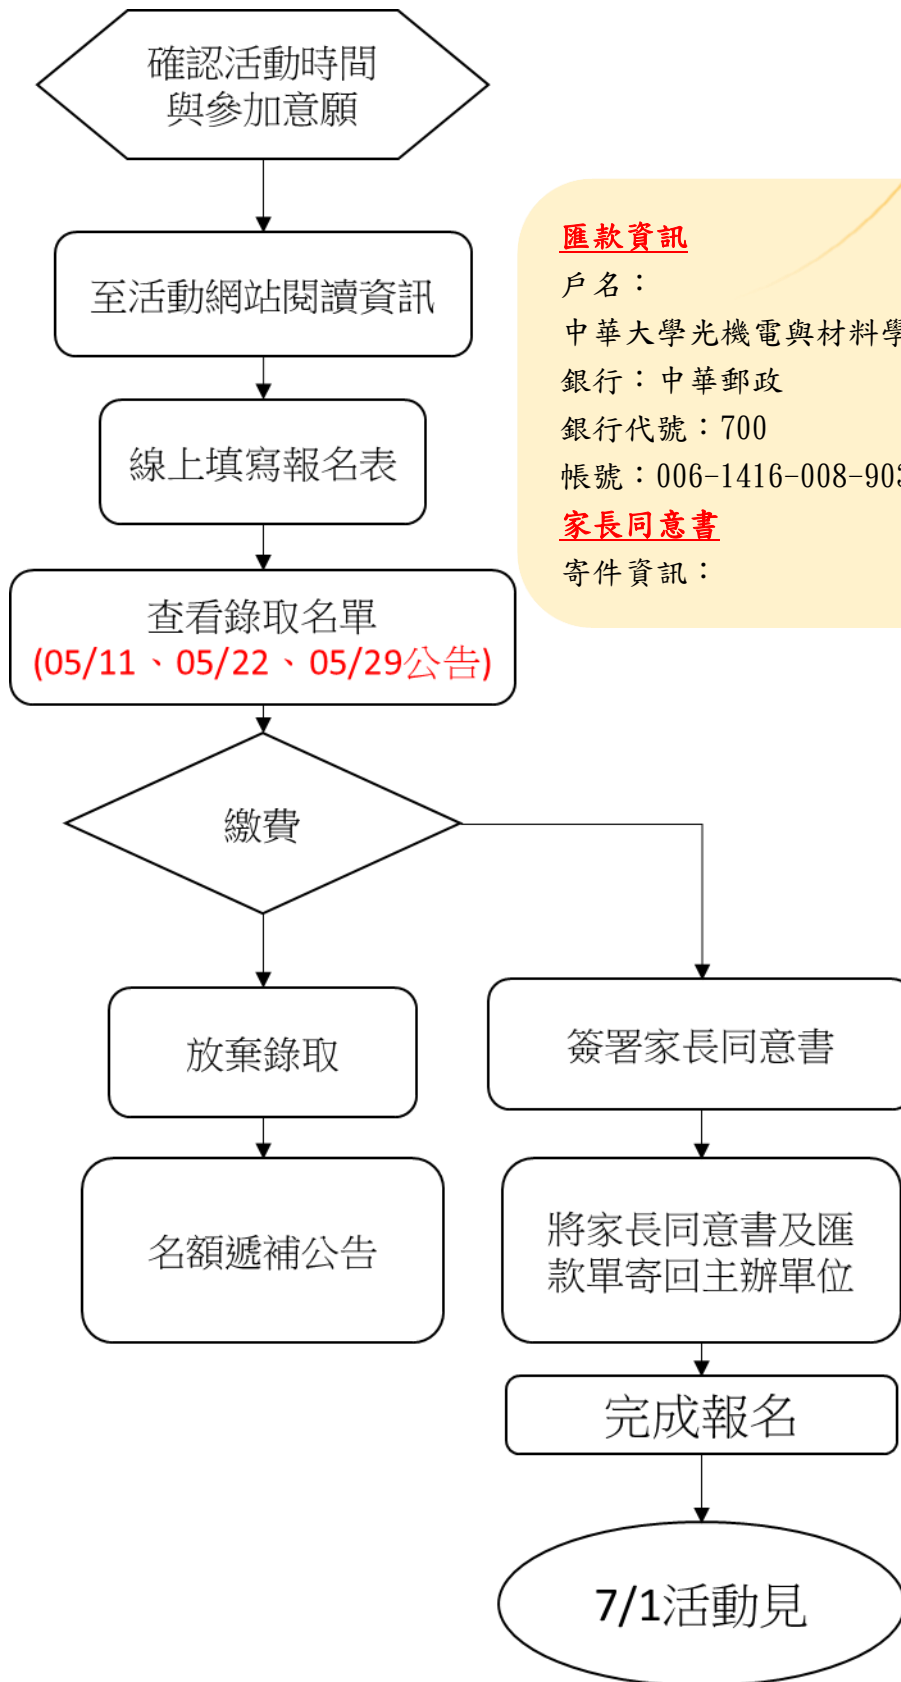 確認活動時間
與參加意願
至活動網站閱讀資訊
線上填寫報名表
查看錄取名單
(05/11、05/22、05/29公告)
繳費
放棄錄取
名額遞補公告
簽署家長同意書
將家長同意書及匯
款單寄回主辦單位
完成報名
7/1活動見
匯款資訊
戶名：
中華大學光機電與材料學
銀行：中華郵政
銀行代號：700
帳號：006-1416-008-90
家長同意書
寄件資訊：